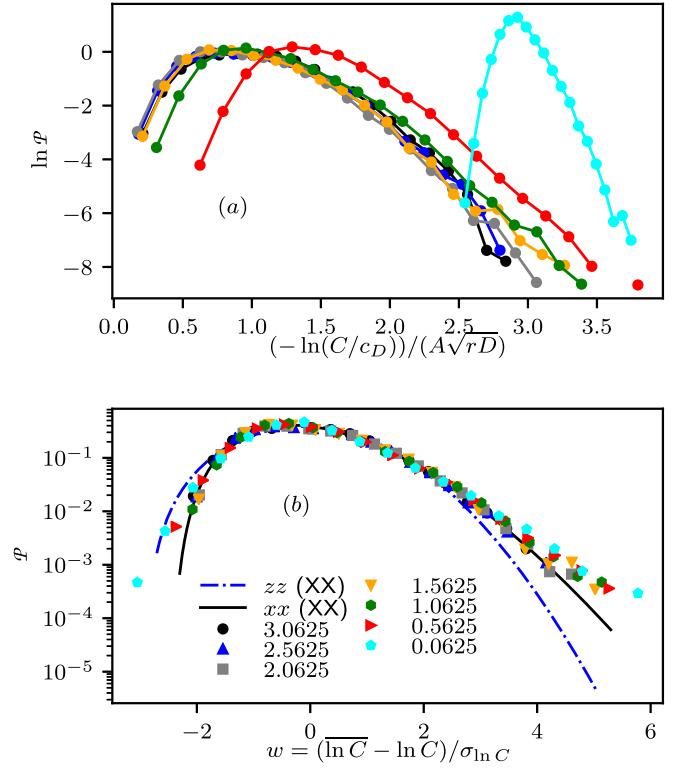 0
−2
−4
−6
−8
ln 𝒫
(a)
0.0 0.5 1.0 1.5 2.0 2.5 3.0 3.5
(− ln(C/c_D))/(A√rD)
10⁻¹
10⁻²
10⁻³
10⁻⁴
10⁻⁵
𝒫
(b)
zz (XX)
xx (XX)
3.0625
2.5625
2.0625
1.5625
1.0625
0.5625
0.0625
−2 0 2 4 6
w = (\overline{ln C} − ln C)/σ_{ln C}